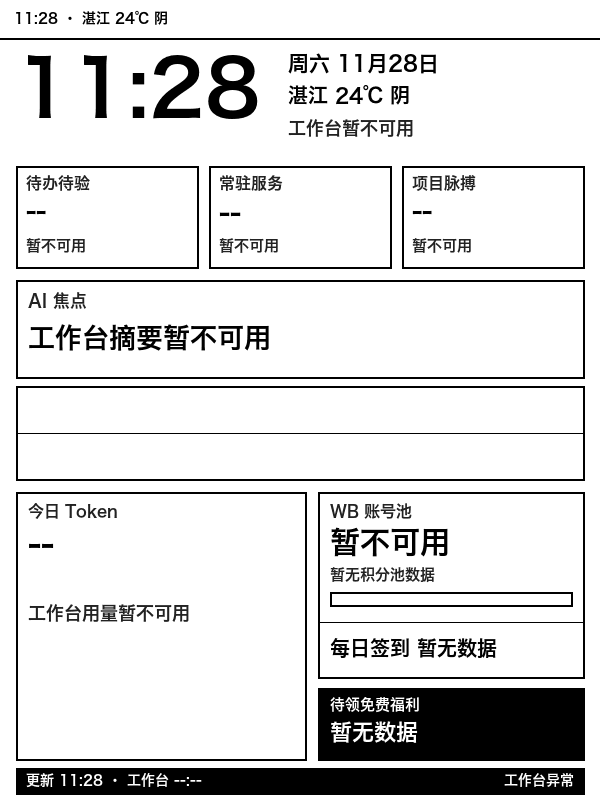 11:28 · 湛江 24℃ 阴
11:28
周六 11月28日
湛江 24℃ 阴
工作台暂不可用
待办待验
--
暂不可用
常驻服务
--
暂不可用
项目脉搏
--
暂不可用
AI 焦点
工作台摘要暂不可用
今日 Token
--
工作台用量暂不可用
WB 账号池
暂不可用
暂无积分池数据
每日签到 暂无数据
待领免费福利
暂无数据
更新 11:28 · 工作台 --:--
工作台异常